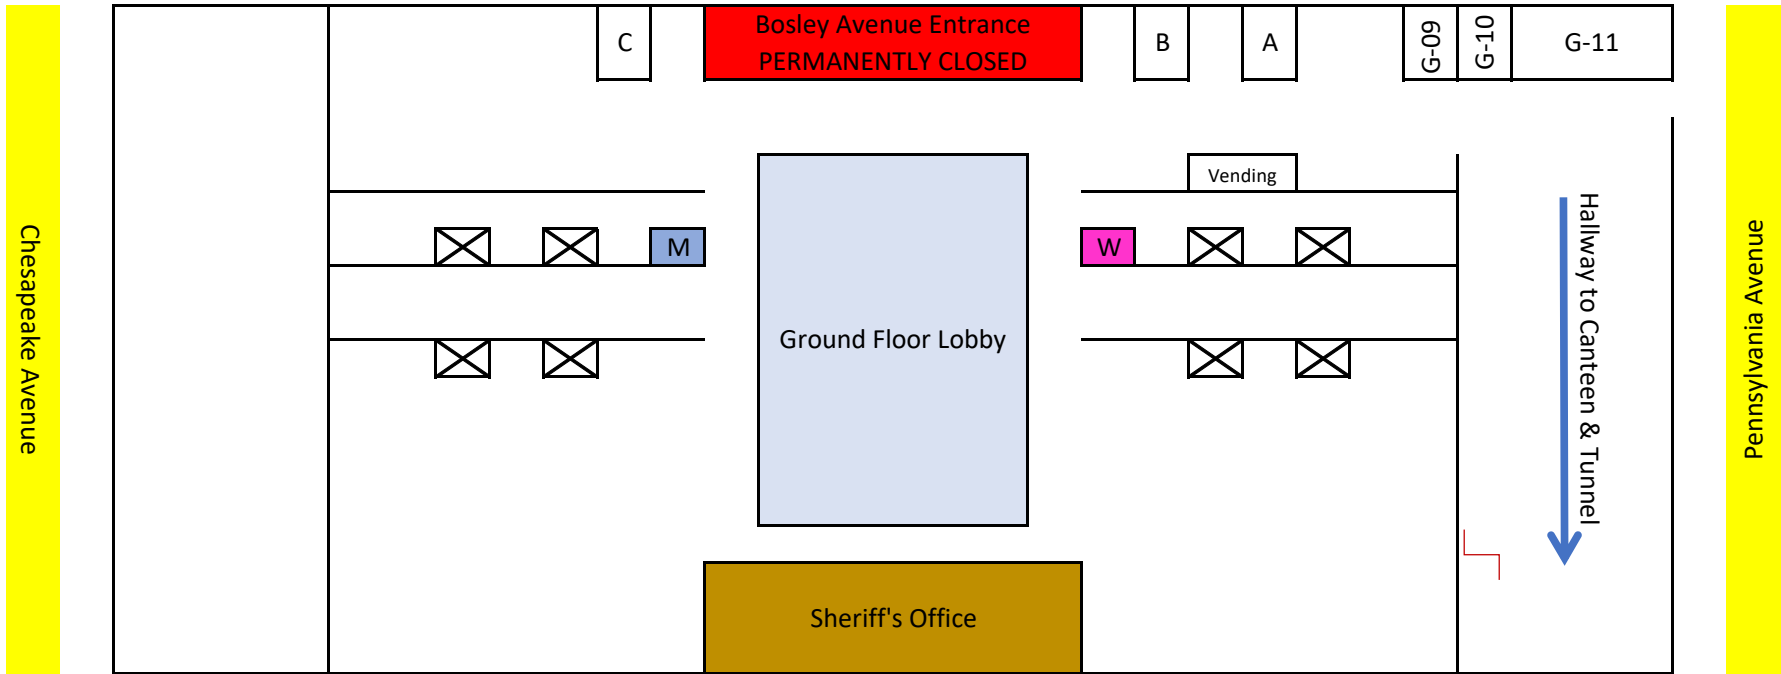 C
Bosley Avenue Entrance
PERMANENTLY CLOSED
B
A
G-09
G-10
G-11
Vending
M
W
Chesapeake Avenue
Ground Floor Lobby
Hallway to Canteen & Tunnel
Pennsylvania Avenue
Sheriff's Office